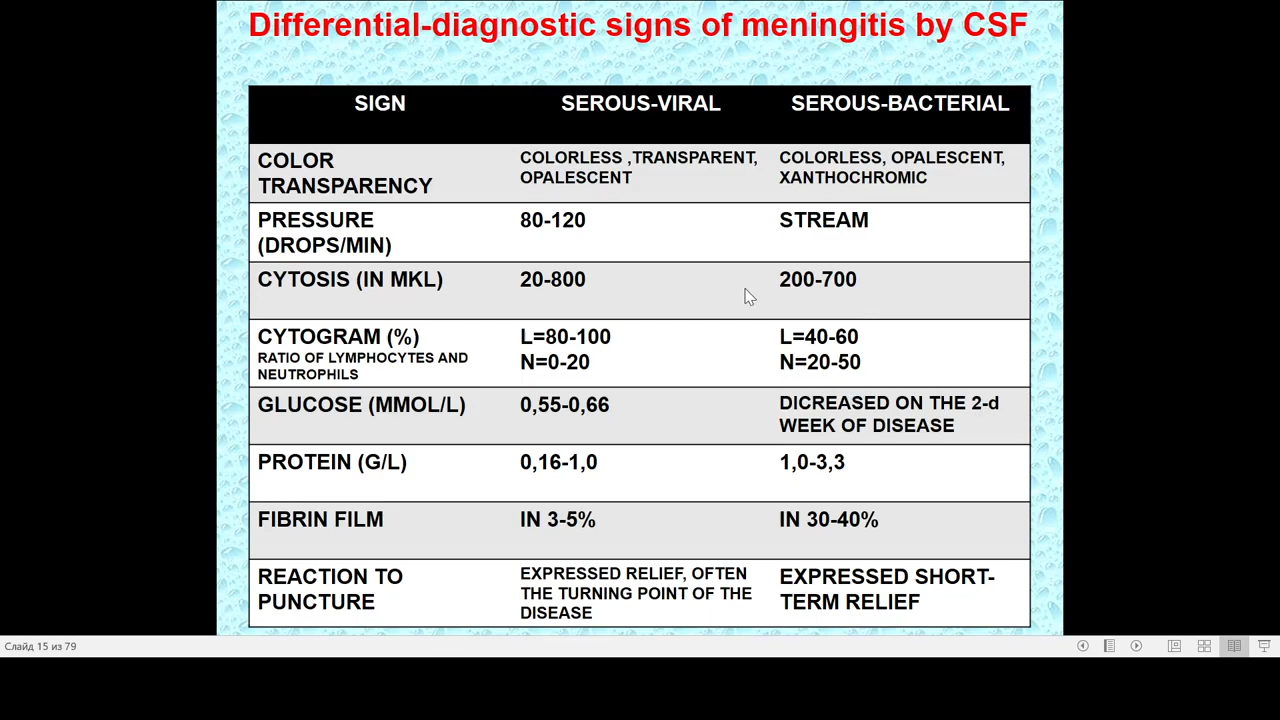 Differential-diagnostic signs of meningitis by CSF
SIGN SEROUS-VIRAL SEROUS-BACTERIAL
COLOR
TRANSPARENCY
COLORLESS ,TRANSPARENT,
OPALESCENT
COLORLESS, OPALESCENT,
XANTHOCHROMIC
PRESSURE
(DROPS/MIN)
80-120
STREAM
CYTOSIS (IN MKL)
20-800
200-700
CYTOGRAM (%)
RATIO OF LYMPHOCYTES AND
NEUTROPHILS
L=80-100
N=0-20
L=40-60
N=20-50
GLUCOSE (MMOL/L)
0,55-0,66
DICREASED ON THE 2-d
WEEK OF DISEASE
PROTEIN (G/L)
0,16-1,0
1,0-3,3
FIBRIN FILM
IN 3-5%
IN 30-40%
REACTION TO
PUNCTURE
EXPRESSED RELIEF, OFTEN
THE TURNING POINT OF THE
DISEASE
EXPRESSED SHORT-
TERM RELIEF
Слайд 15 из 79